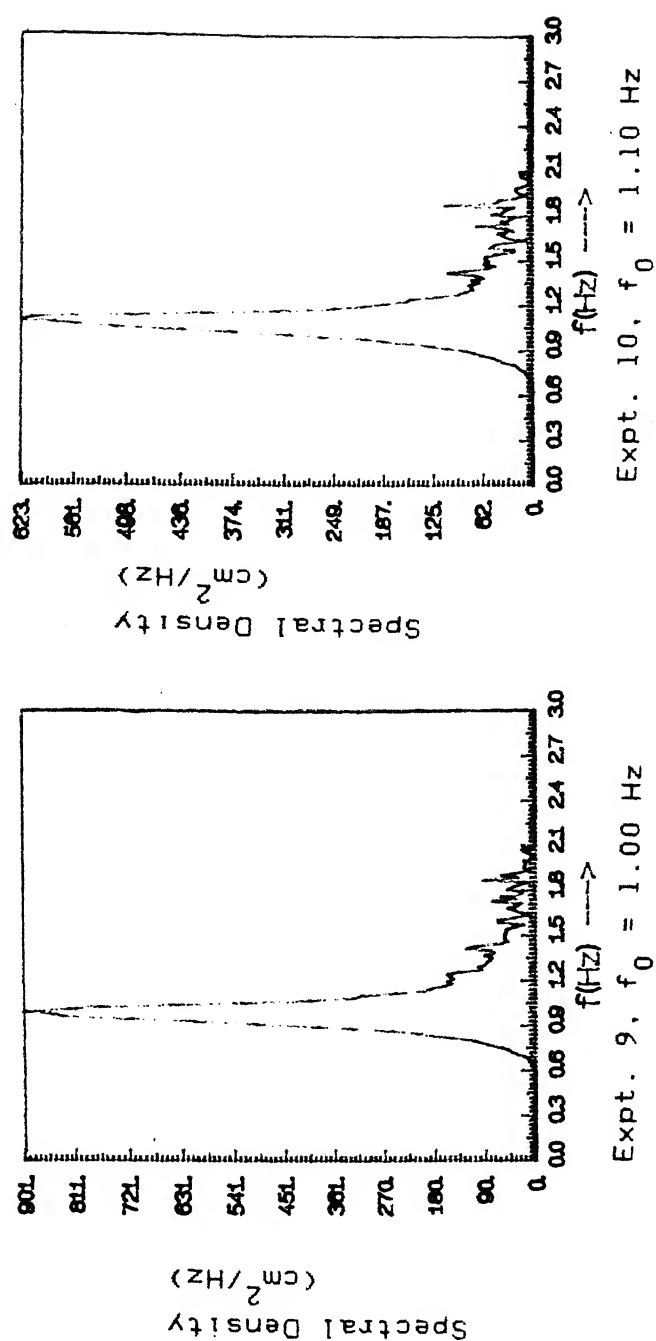 Spectral Density
(cm²/Hz)
901.
811.
721.
631.
541.
451.
361.
270.
180.
90.
0.
0.0 0.3 0.6 0.9 1.2 1.5 1.8 2.1 2.4 2.7 3.0
f(Hz) ---->
Expt. 9, f₀ = 1.00 Hz
Spectral Density
(cm²/Hz)
623.
561.
498.
436.
374.
311.
249.
187.
125.
62.
0.
0.0 0.3 0.6 0.9 1.2 1.5 1.8 2.1 2.4 2.7 3.0
f(Hz) ---->
Expt. 10, f₀ = 1.10 Hz